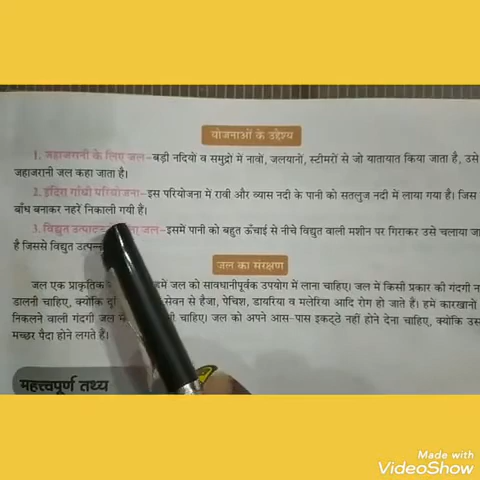 योजनाओं के उद्देश्य
1. जहाजरानी के लिए जल–बड़ी नदियों व समुद्रों में नावों, जलयानों, स्टीमरों से जो यातायात किया जाता है, उसे
जहाजरानी जल कहा जाता है।
2. इंदिरा गाँधी परियोजना–इस परियोजना में रावी और व्यास नदी के पानी को सतलुज नदी में लाया गया है। जिस
बाँध बनाकर नहरें निकाली गयी हैं।
3. विद्युत उत्पादन जल–इसमें पानी को बहुत ऊँचाई से नीचे विद्युत वाली मशीन पर गिराकर उसे चलाया जा
है जिससे विद्युत उत्पन्न
जल का संरक्षण
जल एक प्राकृतिक हमे जल को सावधानीपूर्वक उपयोग में लाना चाहिए। जल में किसी प्रकार की गंदगी न
डालनी चाहिए, क्योंकि सेवन से हैजा, पेचिश, डायरिया व मलेरिया आदि रोग हो जाते हैं। हमे कारखानो
निकलने वाली गंदगी जल में चाहिए। जल को अपने आस-पास इकट्ठे नहीं होने देना चाहिए, क्योंकि उस
मच्छर पैदा होने लगते हैं।
महत्त्वपूर्ण तथ्य
Made with
VideoShow